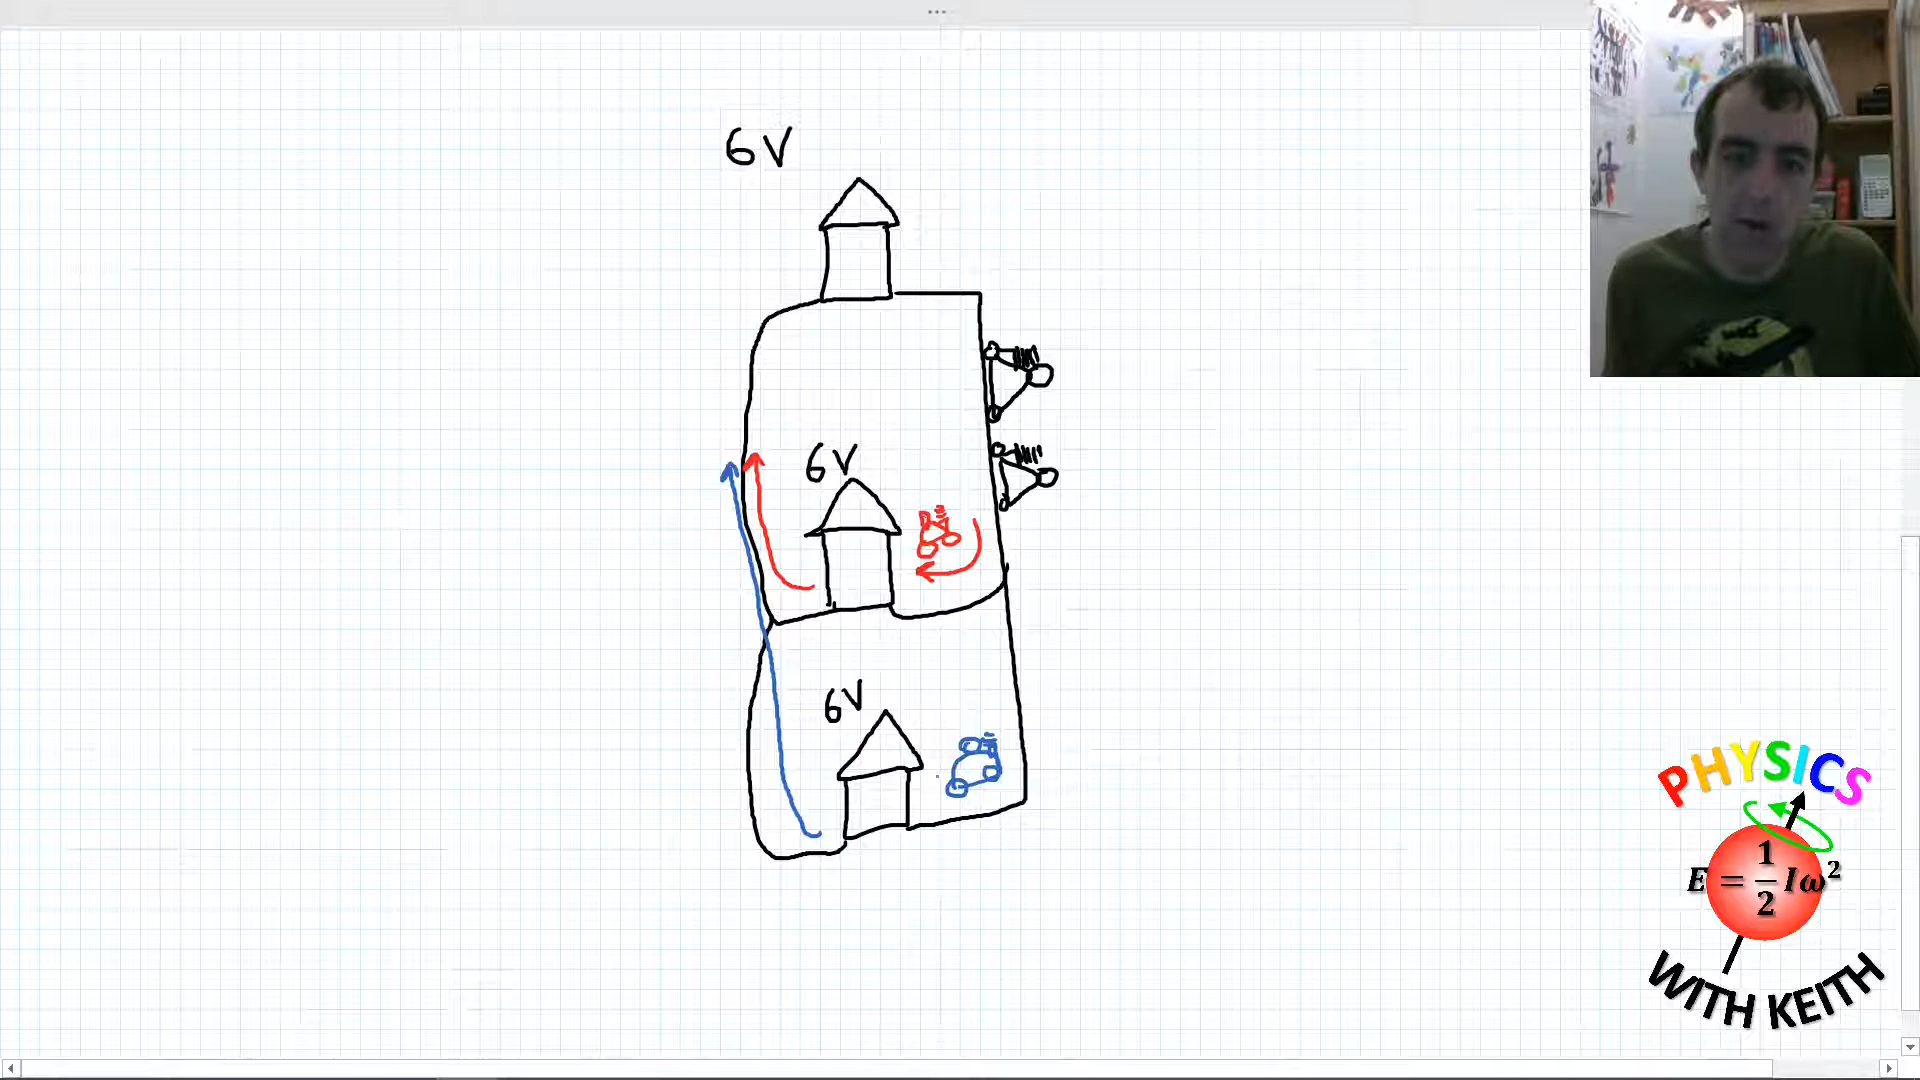 6V
6V
6V
PHYSICS
E = 1/2 Iω²
WITH KEITH